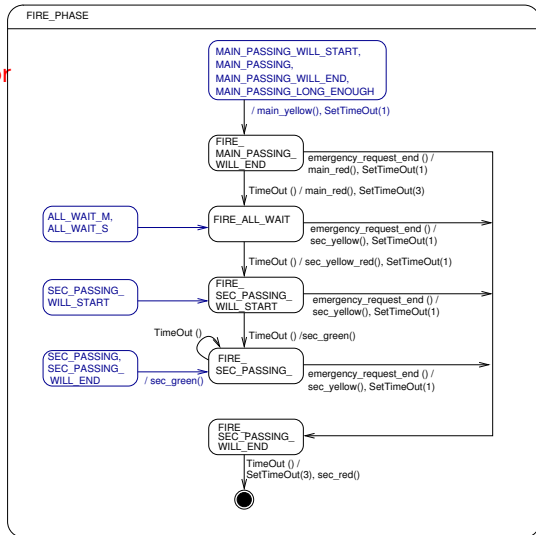 FIRE_PHASE
or
MAIN_PASSING_WILL_START,
MAIN_PASSING,
MAIN_PASSING_WILL_END,
MAIN_PASSING_LONG_ENOUGH
/ main_yellow(), SetTimeOut(1)
FIRE_
MAIN_PASSING_
WILL_END
emergency_request_end () /
main_red(), SetTimeOut(1)
TimeOut () / main_red(), SetTimeOut(3)
ALL_WAIT_M,
ALL_WAIT_S
FIRE_ALL_WAIT
emergency_request_end () /
sec_yellow(), SetTimeOut(1)
TimeOut () / sec_yellow_red(), SetTimeOut(1)
SEC_PASSING_
WILL_START
FIRE_
SEC_PASSING_
WILL_START
emergency_request_end () /
sec_yellow(), SetTimeOut(1)
TimeOut ()
TimeOut () /sec_green()
SEC_PASSING,
SEC_PASSING_
WILL_END
/ sec_green()
FIRE_
SEC_PASSING_
emergency_request_end () /
sec_yellow(), SetTimeOut(1)
FIRE_
SEC_PASSING_
WILL_END
TimeOut () /
SetTimeOut(3), sec_red()